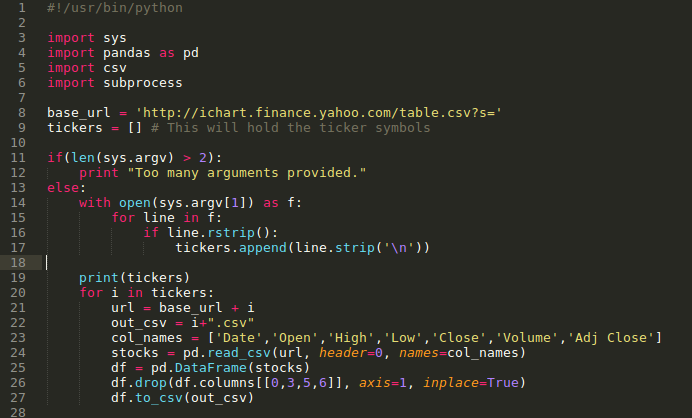 1 #!/usr/bin/python
2
3 import sys
4 import pandas as pd
5 import csv
6 import subprocess
7
8 base_url = 'http://ichart.finance.yahoo.com/table.csv?s='
9 tickers = [] # This will hold the ticker symbols
10
11 if(len(sys.argv) > 2):
12     print "Too many arguments provided."
13 else:
14     with open(sys.argv[1]) as f:
15         for line in f:
16             if line.rstrip():
17                 tickers.append(line.strip('\n'))
18
19     print(tickers)
20     for i in tickers:
21         url = base_url + i
22         out_csv = i+".csv"
23         col_names = ['Date','Open','High','Low','Close','Volume','Adj Close']
24         stocks = pd.read_csv(url, header=0, names=col_names)
25         df = pd.DataFrame(stocks)
26         df.drop(df.columns[[0,3,5,6]], axis=1, inplace=True)
27         df.to_csv(out_csv)
28